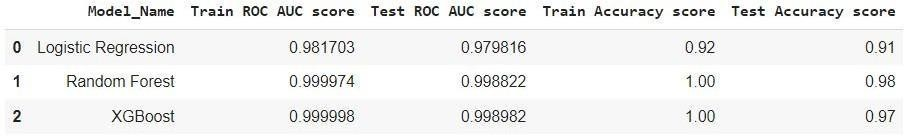 Model_Name Train ROC AUC score Test ROC AUC score Train Accuracy score Test Accuracy score
0 Logistic Regression 0.981703 0.979816 0.92 0.91
1 Random Forest 0.999974 0.998822 1.00 0.98
2 XGBoost 0.999998 0.998982 1.00 0.97